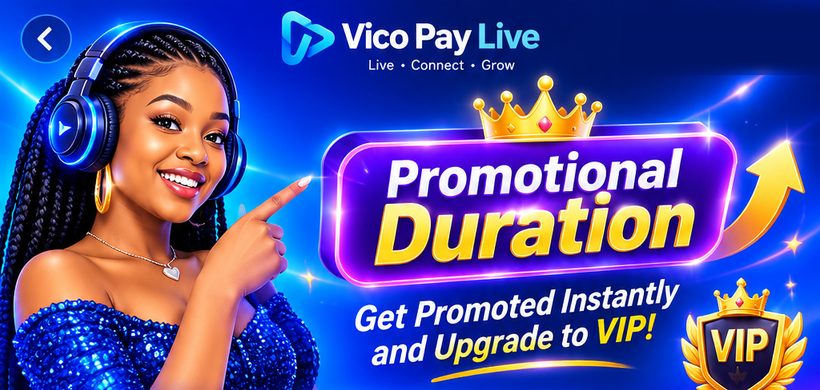 Vico Pay Live
Live • Connect • Grow
Promotional
Duration
Get Promoted Instantly
and Upgrade to VIP!
VIP